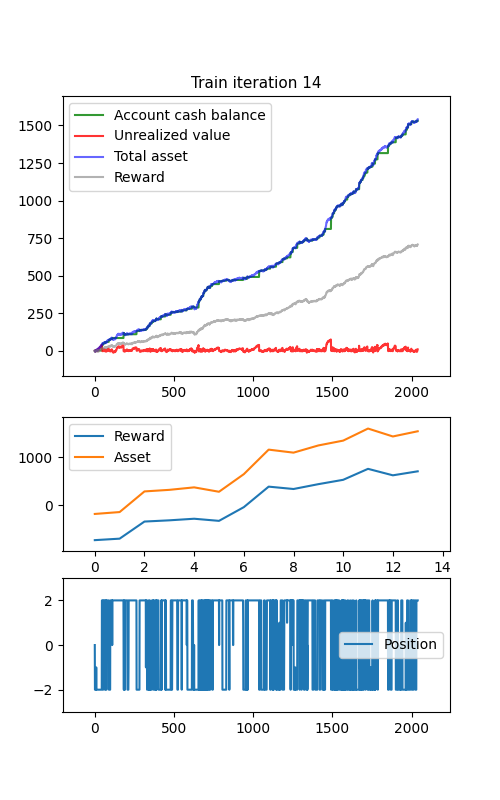 Train iteration 14
Account cash balance
Unrealized value
Total asset
Reward
1500
1250
1000
750
500
250
0
0 500 1000 1500 2000
Reward
Asset
1000
0
0 2 4 6 8 10 12 14
2
0
−2
Position
0 500 1000 1500 2000